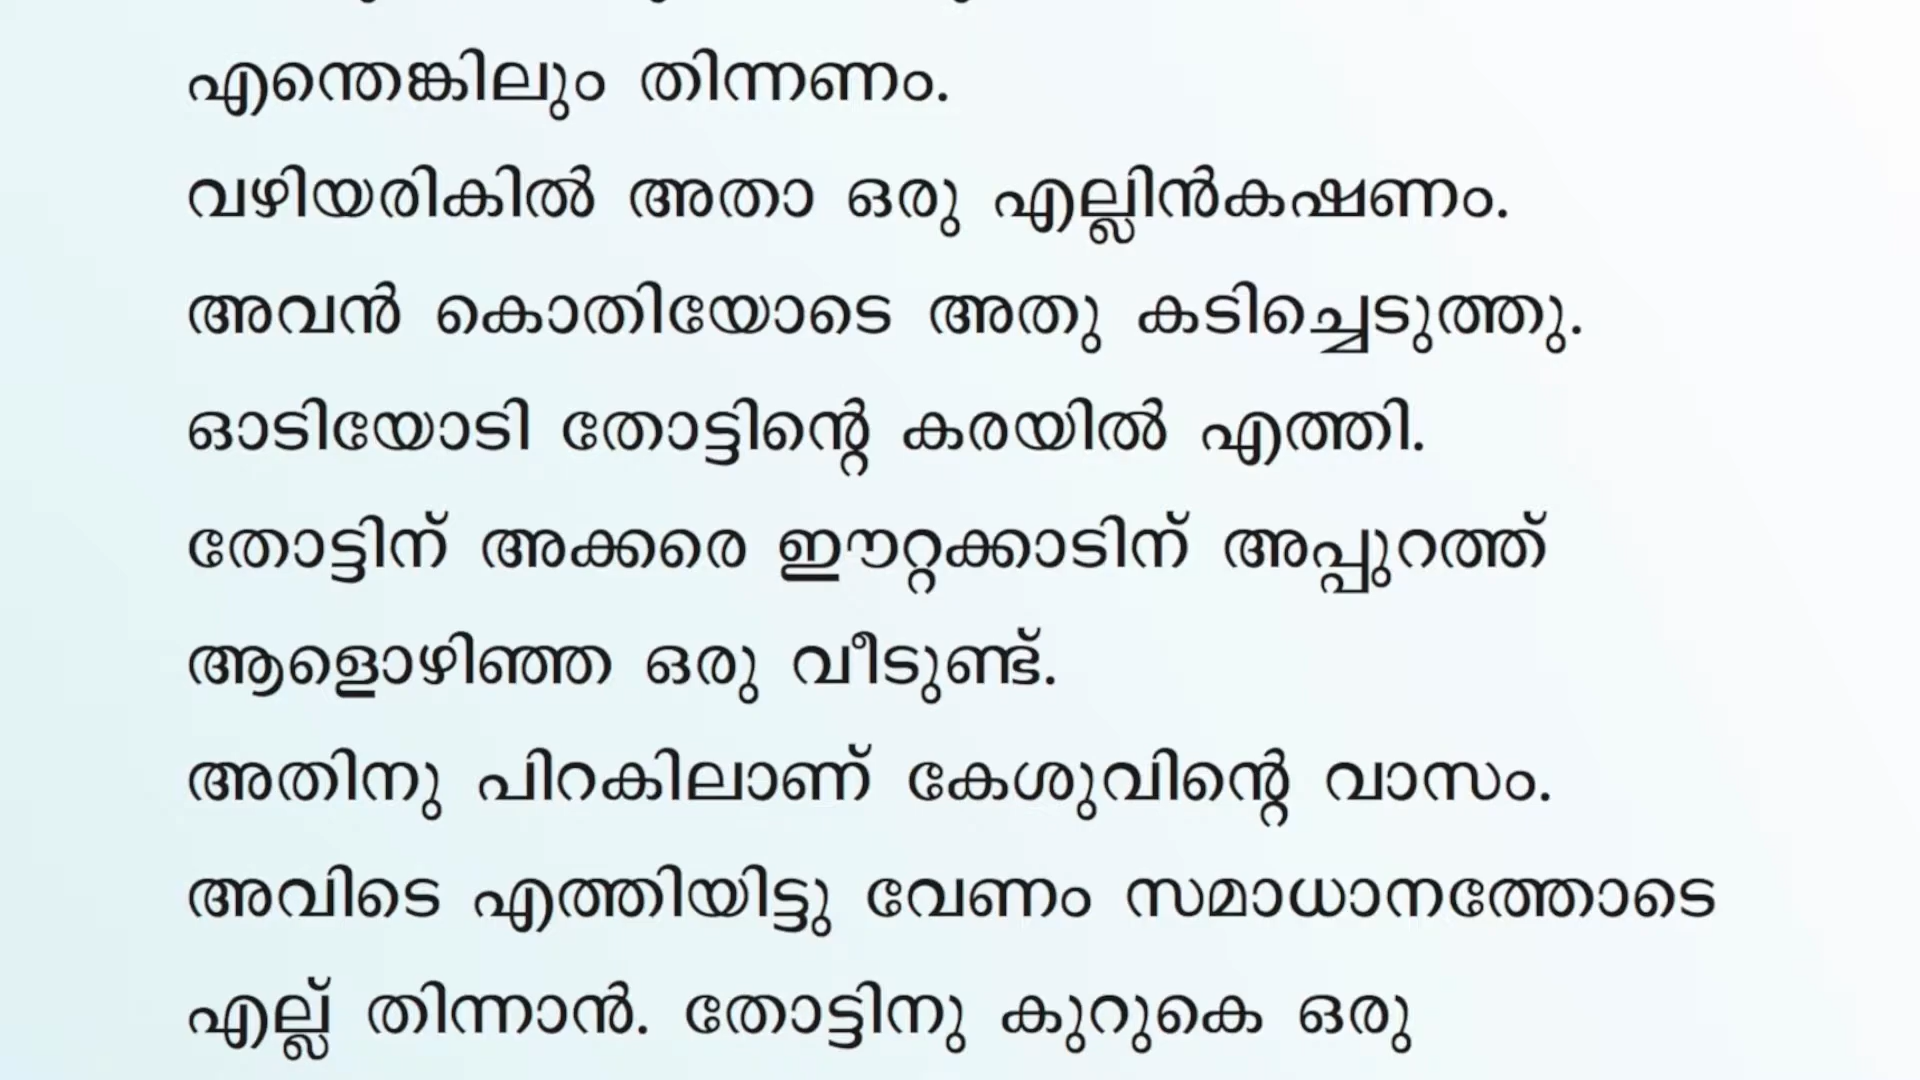 എന്തെങ്കിലും തിന്നണം.
വഴിയരികിൽ അതാ ഒരു എല്ലിൻകഷണം.
അവൻ കൊതിയോടെ അതു കടിച്ചെടുത്തു.
ഓടിയോടി തോട്ടിന്റെ കരയിൽ എത്തി.
തോട്ടിന് അക്കരെ ഈറ്റക്കാടിന് അപ്പുറത്ത്
ആളൊഴിഞ്ഞ ഒരു വീടുണ്ട്.
അതിനു പിറകിലാണ് കേശുവിന്റെ വാസം.
അവിടെ എത്തിയിട്ടു വേണം സമാധാനത്തോടെ
എല്ല് തിന്നാൻ. തോട്ടിനു കുറുകെ ഒരു